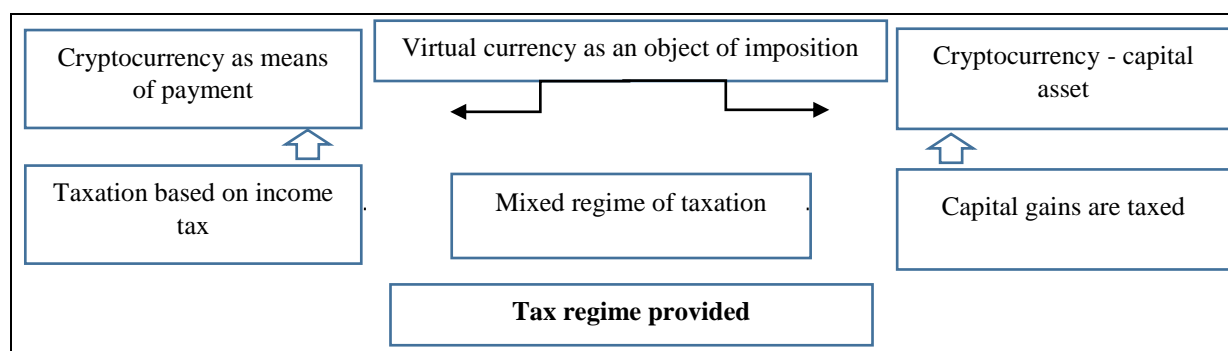 Cryptocurrency as means
of payment
Virtual currency as an object of imposition
Cryptocurrency - capital
asset
Taxation based on income
tax
.
Mixed regime of taxation
.
Capital gains are taxed
Tax regime provided